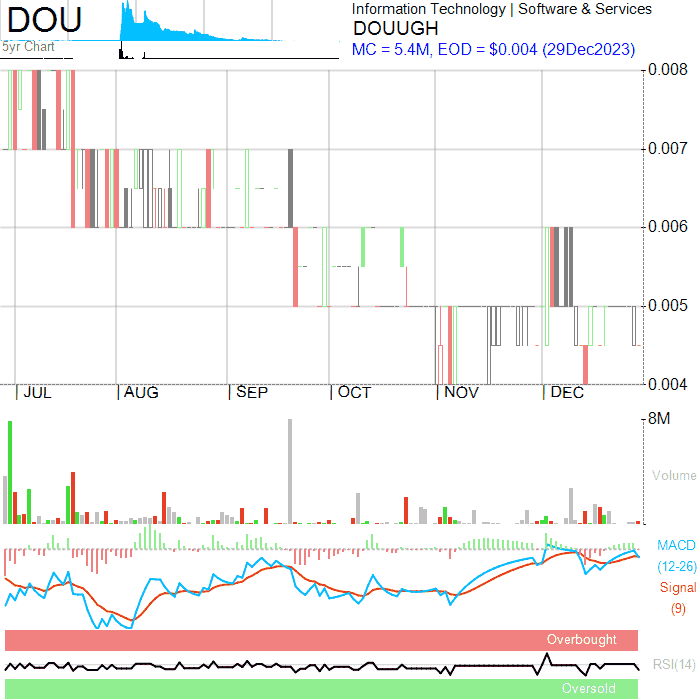 DOU
5yr Chart
Information Technology | Software & Services
DOUUGH
MC = 5.4M, EOD = $0.004 (29Dec2023)
0.008
0.007
0.006
0.005
0.004
JUL
AUG
SEP
OCT
NOV
DEC
8M
Volume
MACD
(12-26)
Signal
(9)
Overbought
RSI(14)
Oversold